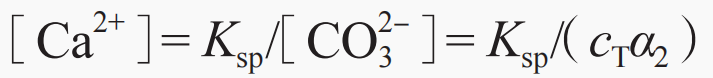 [Ca²⁺]=K_sp/[CO₃²⁻]=K_sp/(c_Tα₂)